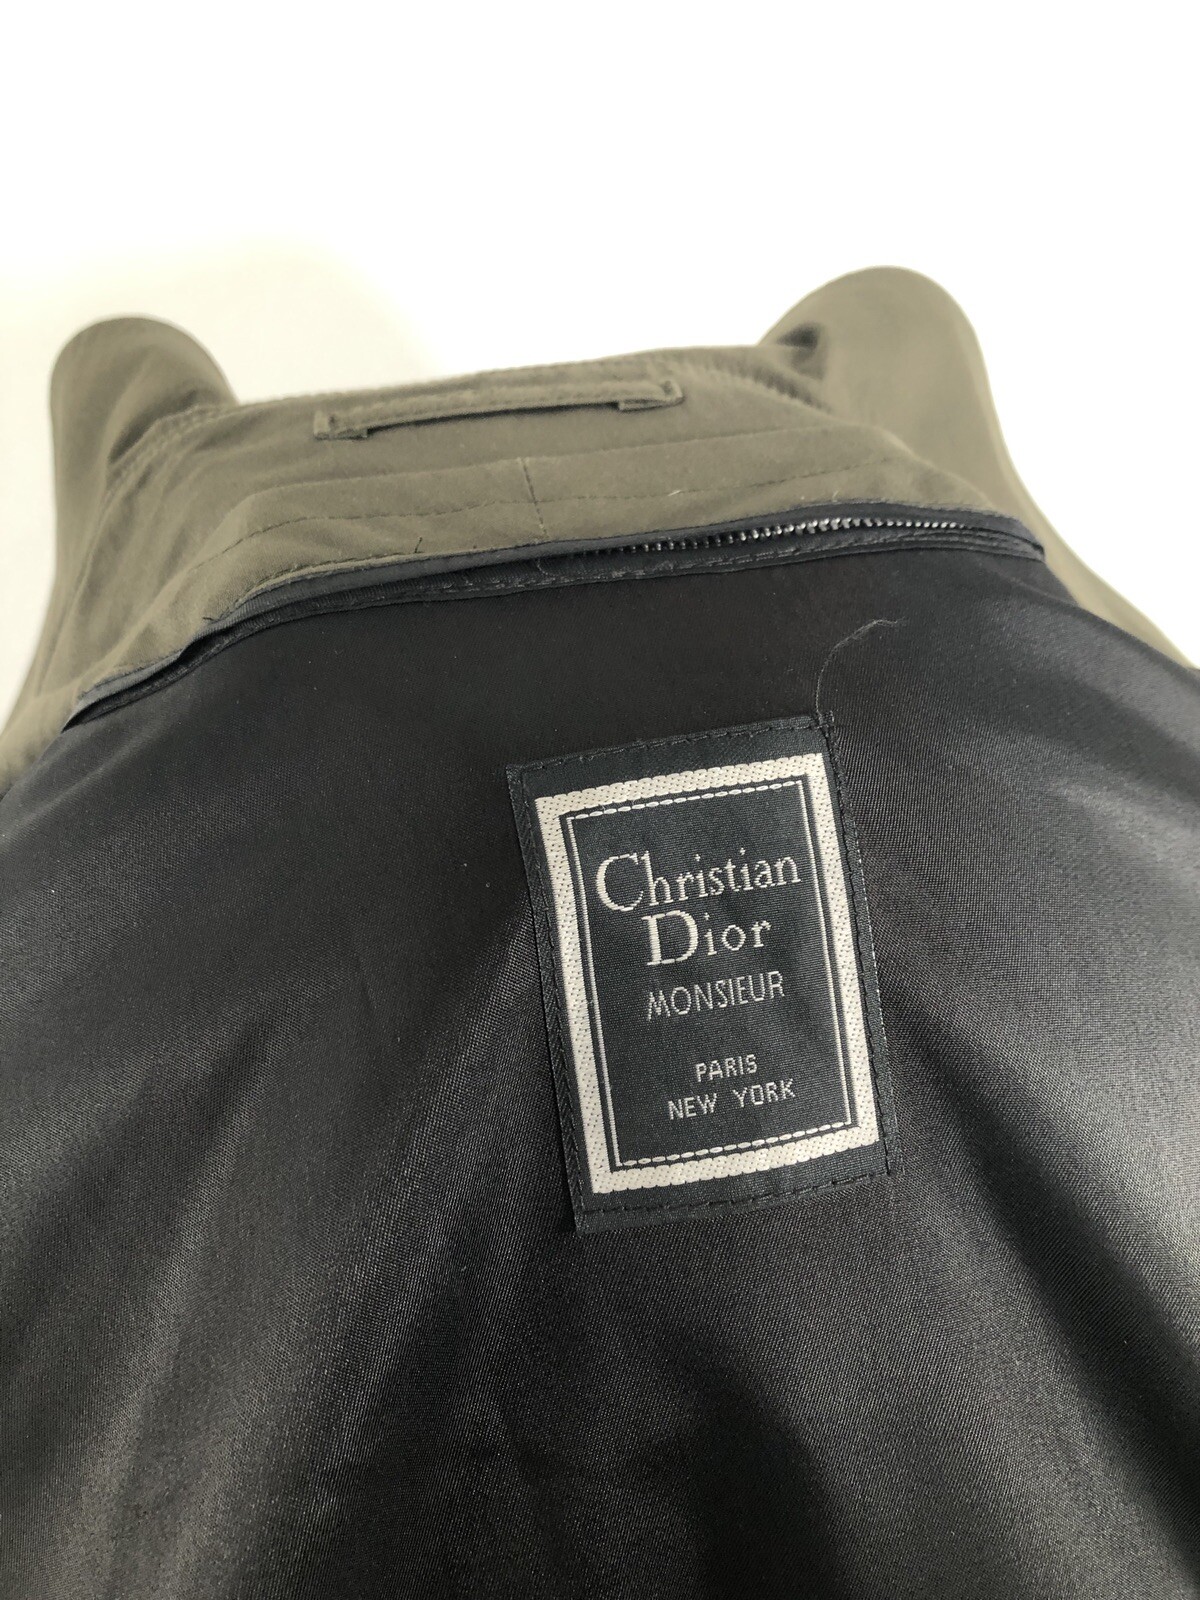 Christian
Dior
MONSIEUR
PARIS
NEW YORK